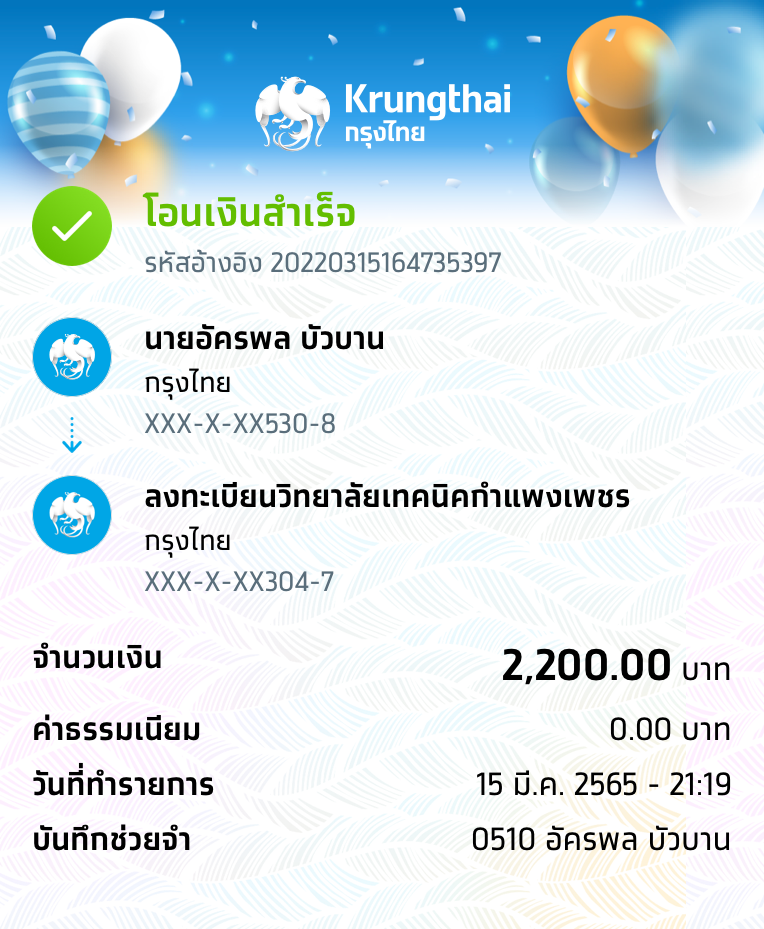 Krungthai
กรุงไทย
โอนเงินสำเร็จ
รหัสอ้างอิง 20220315164735397
นายอัครพล บัวบาน
กรุงไทย
XXX-X-XX530-8
ลงทะเบียนวิทยาลัยเทคนิคกำแพงเพชร
กรุงไทย
XXX-X-XX304-7
จำนวนเงิน 2,200.00 บาท
ค่าธรรมเนียม 0.00 บาท
วันที่ทำรายการ 15 มี.ค. 2565 - 21:19
บันทึกช่วยจำ 0510 อัครพล บัวบาน